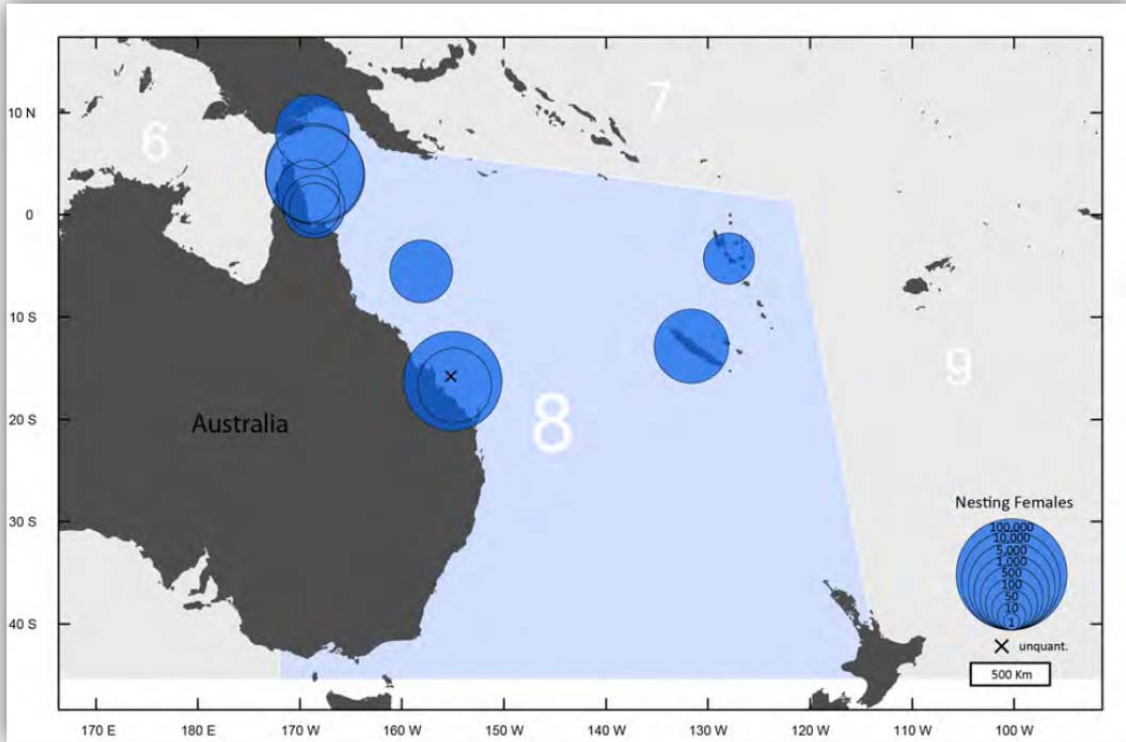 6
7
8
9
Australia
10 N
0
10 S
20 S
30 S
40 S
170 E
180 E
170 W
160 W
150 W
140 W
130 W
120 W
110 W
100 W
Nesting Females
100,000
10,000
5,000
1,000
500
100
50
10
1
unquant.
500 Km